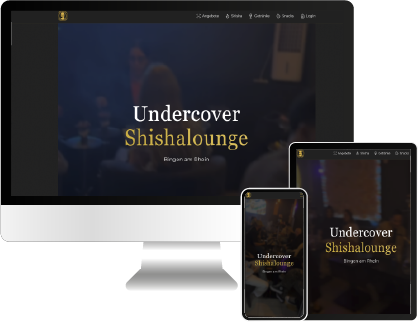 Angebote Shisha Getränke Snacks Login
Undercover
Shishalounge
Bingen am Rhein
Angebote Shisha Getränke Snacks
Undercover
Shishalounge
Bingen am Rhein
Undercover
Shishalounge
Bingen am Rhein